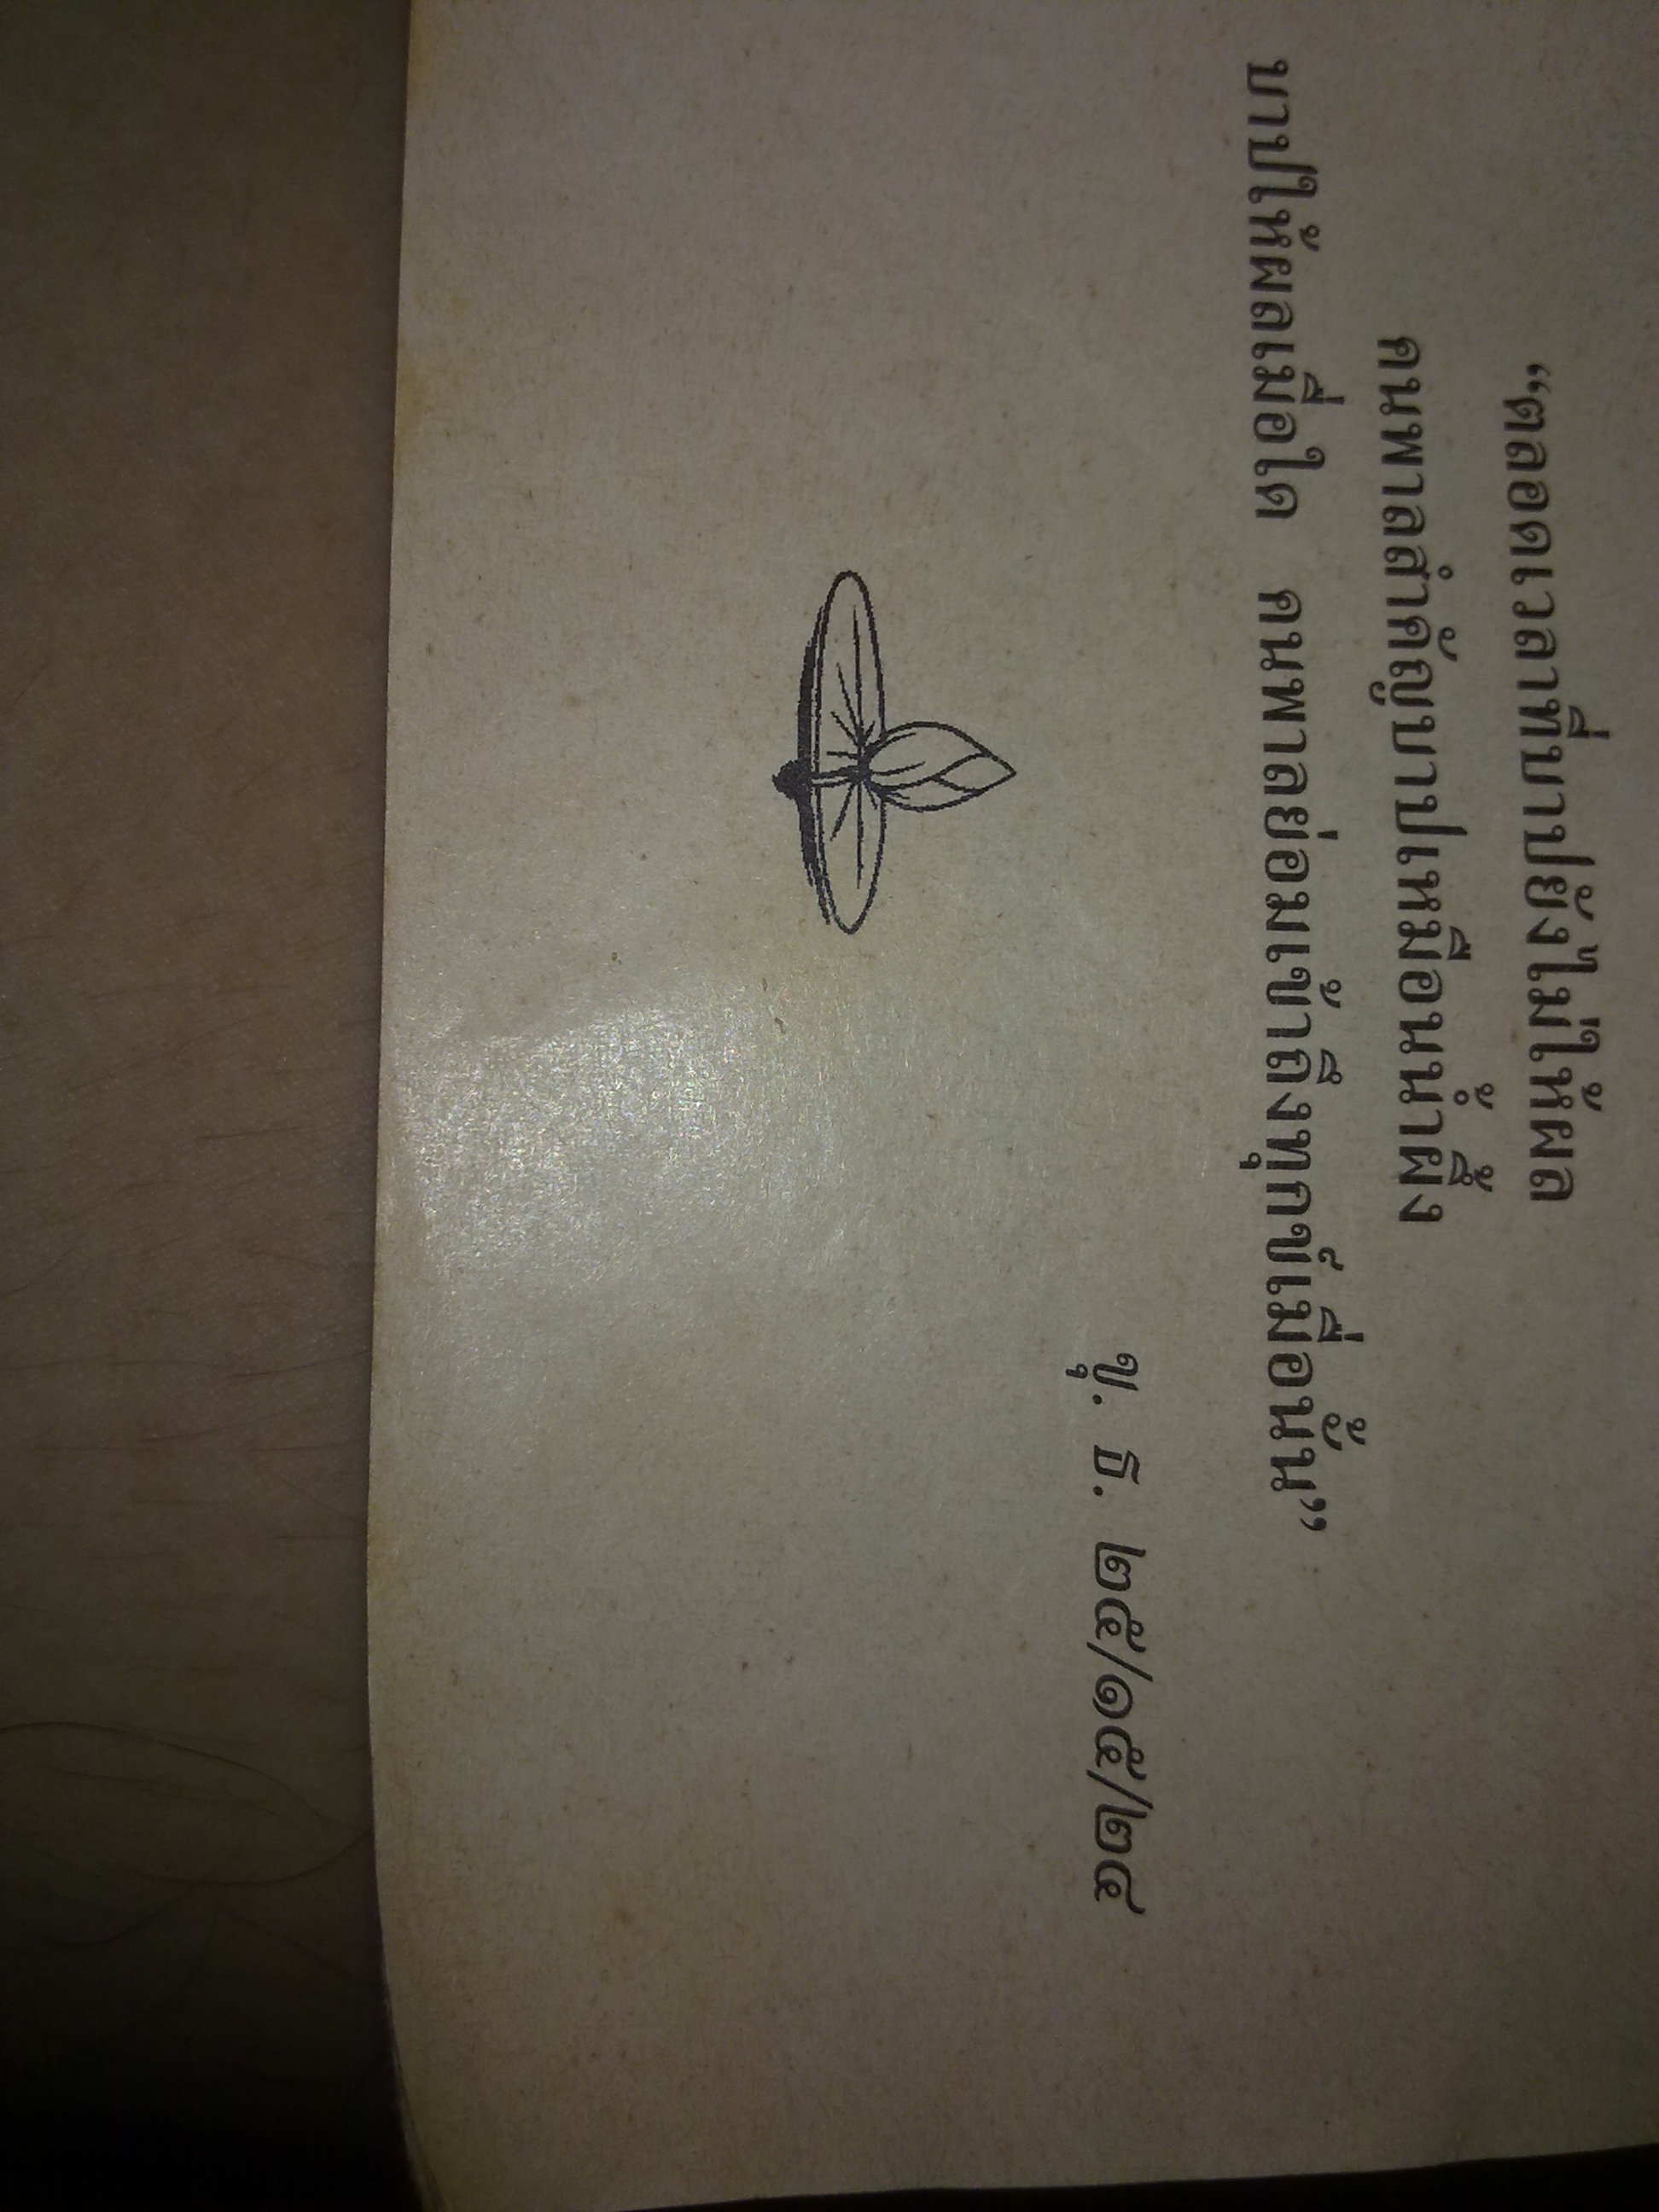 “ตลอดเวลาที่บาปยังไม่ให้ผล
คนพาลสำคัญบาปเหมือนน้ำผึ้ง
บาปให้ผลเมื่อใด คนพาลย่อมเข้าถึงทุกข์เมื่อนั้น”
ขุ. ธ. ๒๕/๑๕/๒๔